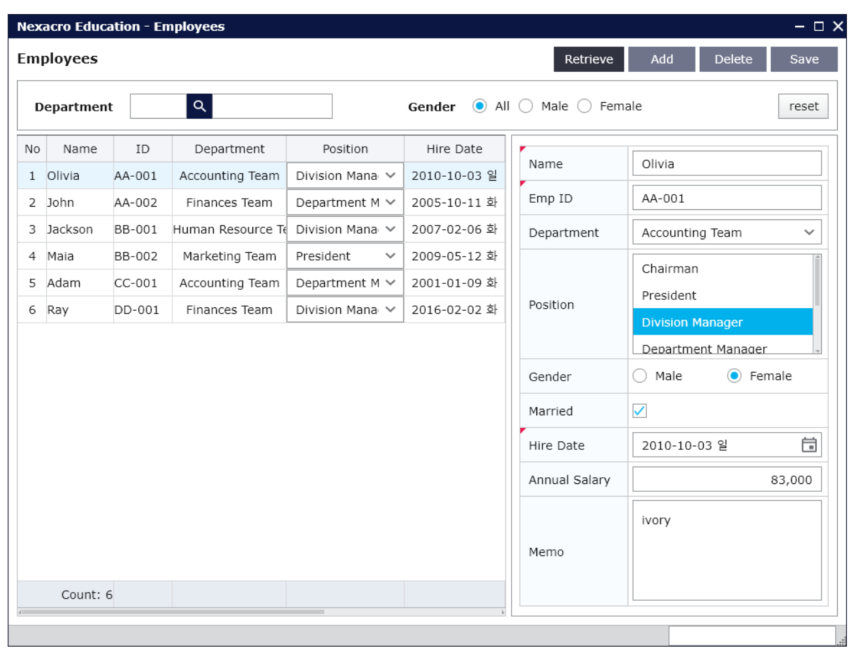 Nexacro Education - Employees
Employees
Retrieve Add Delete Save
Department Gender All Male Female reset
No Name ID Department Position Hire Date
1 Olivia AA-001 Accounting Team Division Mana 2010-10-03 일
2 John AA-002 Finances Team Department M 2005-10-11 화
3 Jackson BB-001 Human Resource Te Division Mana 2007-02-06 화
4 Maia BB-002 Marketing Team President 2009-05-12 화
5 Adam CC-001 Accounting Team Department M 2001-01-09 화
6 Ray DD-001 Finances Team Division Mana 2016-02-02 화
Count: 6
Name Olivia
Emp ID AA-001
Department Accounting Team
Position
Chairman
President
Division Manager
Department Manager
Gender Male Female
Married
Hire Date 2010-10-03 일
Annual Salary 83,000
Memo
ivory